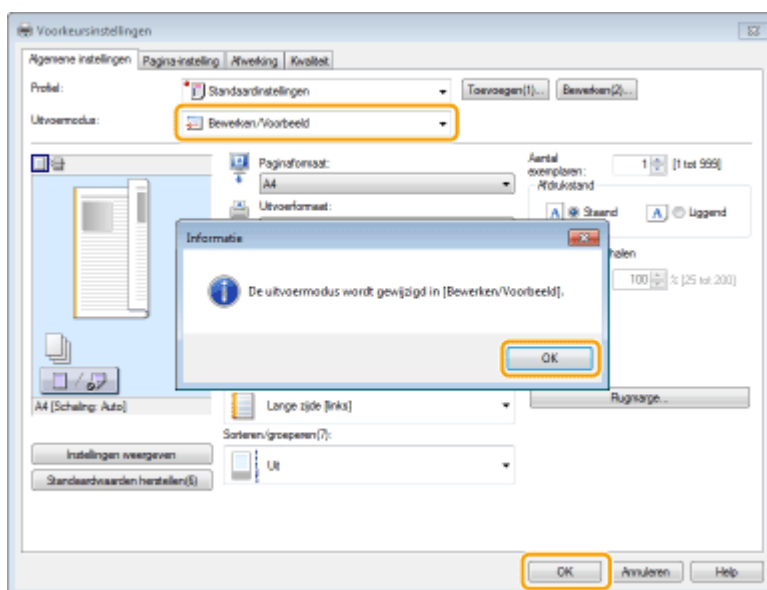 Voorkeursinstellingen
Algemene instellingen Pagina-instelling Afwerking Kwaliteit
Profiel: Standaardinstellingen Toevoegen(1)... Bewerken(2)...
Uitvoermodus: Bewerken/Voorbeeld
Paginaformaat:
A4
Uitvoerformaat:
Aantal exemplaren: 1 [1 tot 999]
Afdrukstand
A Staand A Liggend
halen
100 % [25 tot 200]
Informatie
De uitvoermodus wordt gewijzigd in [Bewerken/Voorbeeld].
OK
A4 [Schaling: Auto]
Lange zijde [links]
Rugmarge...
Sorteren/groeperen(7):
Uit
Instellingen weergeven
Standaardwaarden herstellen(6)
OK Annuleren Help